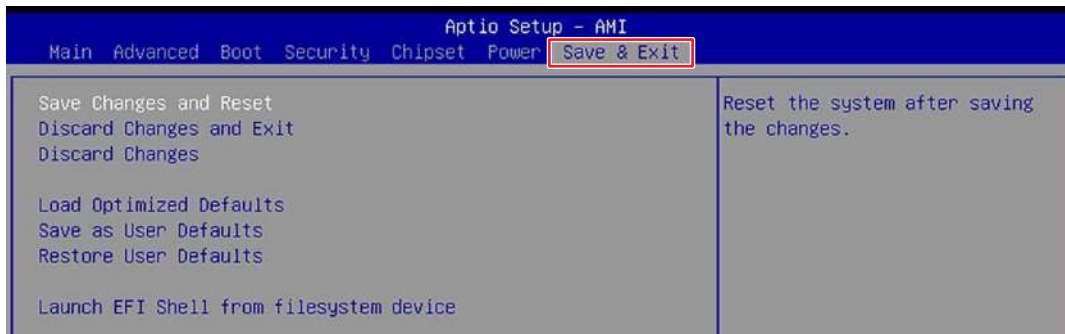 Aptio Setup – AMI
Main Advanced Boot Security Chipset Power Save & Exit
Save Changes and Reset
Discard Changes and Exit
Discard Changes
Load Optimized Defaults
Save as User Defaults
Restore User Defaults
Launch EFI Shell from filesystem device
Reset the system after saving
the changes.